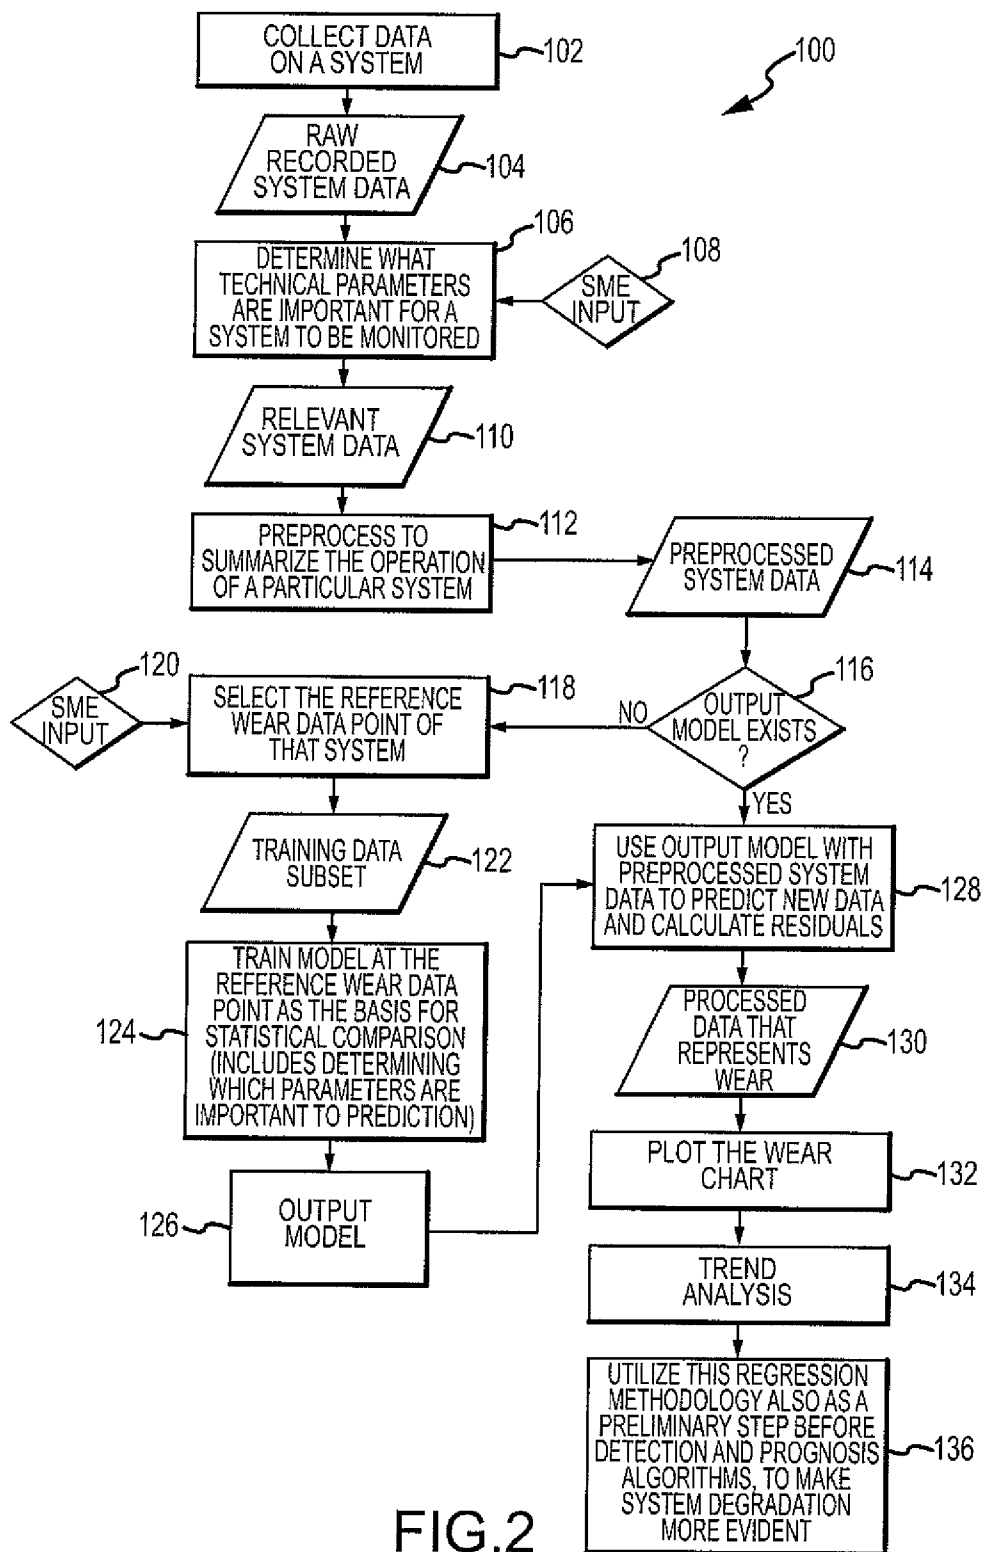 COLLECT DATA
ON A SYSTEM
102
100
RAW
RECORDED
SYSTEM DATA
104
106
DETERMINE WHAT
TECHNICAL PARAMETERS
ARE IMPORTANT FOR A
SYSTEM TO BE MONITORED
108
SME
INPUT
RELEVANT
SYSTEM DATA
110
PREPROCESS TO
SUMMARIZE THE OPERATION
OF A PARTICULAR SYSTEM
112
PREPROCESSED
SYSTEM DATA
114
120
SME
INPUT
SELECT THE REFERENCE
WEAR DATA POINT OF
THAT SYSTEM
118
NO
OUTPUT
MODEL EXISTS
?
116
YES
TRAINING DATA
SUBSET
122
USE OUTPUT MODEL WITH
PREPROCESSED SYSTEM
DATA TO PREDICT NEW DATA
AND CALCULATE RESIDUALS
128
124
TRAIN MODEL AT THE
REFERENCE WEAR DATA
POINT AS THE BASIS FOR
STATISTICAL COMPARISON
(INCLUDES DETERMINING
WHICH PARAMETERS ARE
IMPORTANT TO PREDICTION)
PROCESSED
DATA THAT
REPRESENTS
WEAR
130
126
OUTPUT
MODEL
PLOT THE WEAR
CHART
132
TREND
ANALYSIS
134
UTILIZE THIS REGRESSION
METHODOLOGY ALSO AS A
PRELIMINARY STEP BEFORE
DETECTION AND PROGNOSIS
ALGORITHMS, TO MAKE
SYSTEM DEGRADATION
MORE EVIDENT
136
FIG.2